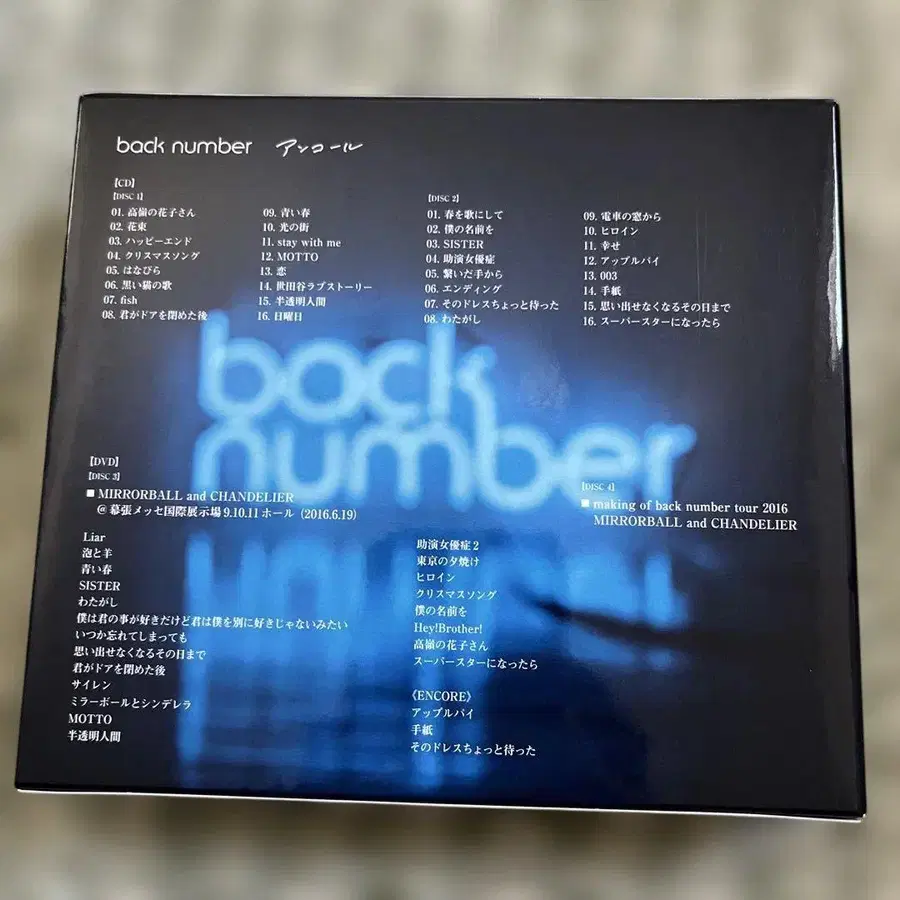 back number アンコール
【CD】
【DISC 1】
01. 高嶺の花子さん
02. 花束
03. ハッピーエンド
04. クリスマスソング
05. はなびら
06. 黒い猫の歌
07. fish
08. 君がドアを閉めた後
09. 青い春
10. 光の街
11. stay with me
12. MOTTO
13. 恋
14. 世田谷ラブストーリー
15. 半透明人間
16. 日曜日
【DISC 2】
01. 春を歌にして
02. 僕の名前を
03. SISTER
04. 助演女優症
05. 繋いだ手から
06. エンディング
07. そのドレスちょっと待った
08. わたがし
09. 電車の窓から
10. ヒロイン
11. 幸せ
12. アップルパイ
13. 003
14. 手紙
15. 思い出せなくなるその日まで
16. スーパースターになったら
back
number
【DVD】
【DISC 3】
■ MIRRORBALL and CHANDELIER
@ 幕張メッセ国際展示場 9.10.11 ホール (2016.6.19)
Liar
泡と羊
青い春
SISTER
わたがし
僕は君の事が好きだけど君は僕を別に好きじゃないみたい
いつか忘れてしまっても
思い出せなくなるその日まで
君がドアを閉めた後
サイレン
ミラーボールとシンデレラ
MOTTO
半透明人間
助演女優症 2
東京の夕焼け
ヒロイン
クリスマスソング
僕の名前を
Hey!Brother!
高嶺の花子さん
スーパースターになったら
《ENCORE》
アップルパイ
手紙
そのドレスちょっと待った
【DISC 4】
■ making of back number tour 2016
MIRRORBALL and CHANDELIER